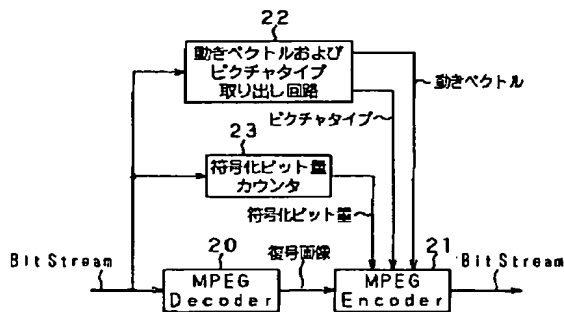 22
動きベクトルおよび
ピクチャタイプ
取り出し回路
動きベクトル
ピクチャタイプ
23
符号化ビット量
カウンタ
符号化ビット量
20
復号画像
21
Bit Stream
MPEG
Decoder
MPEG
Encoder
Bit Stream